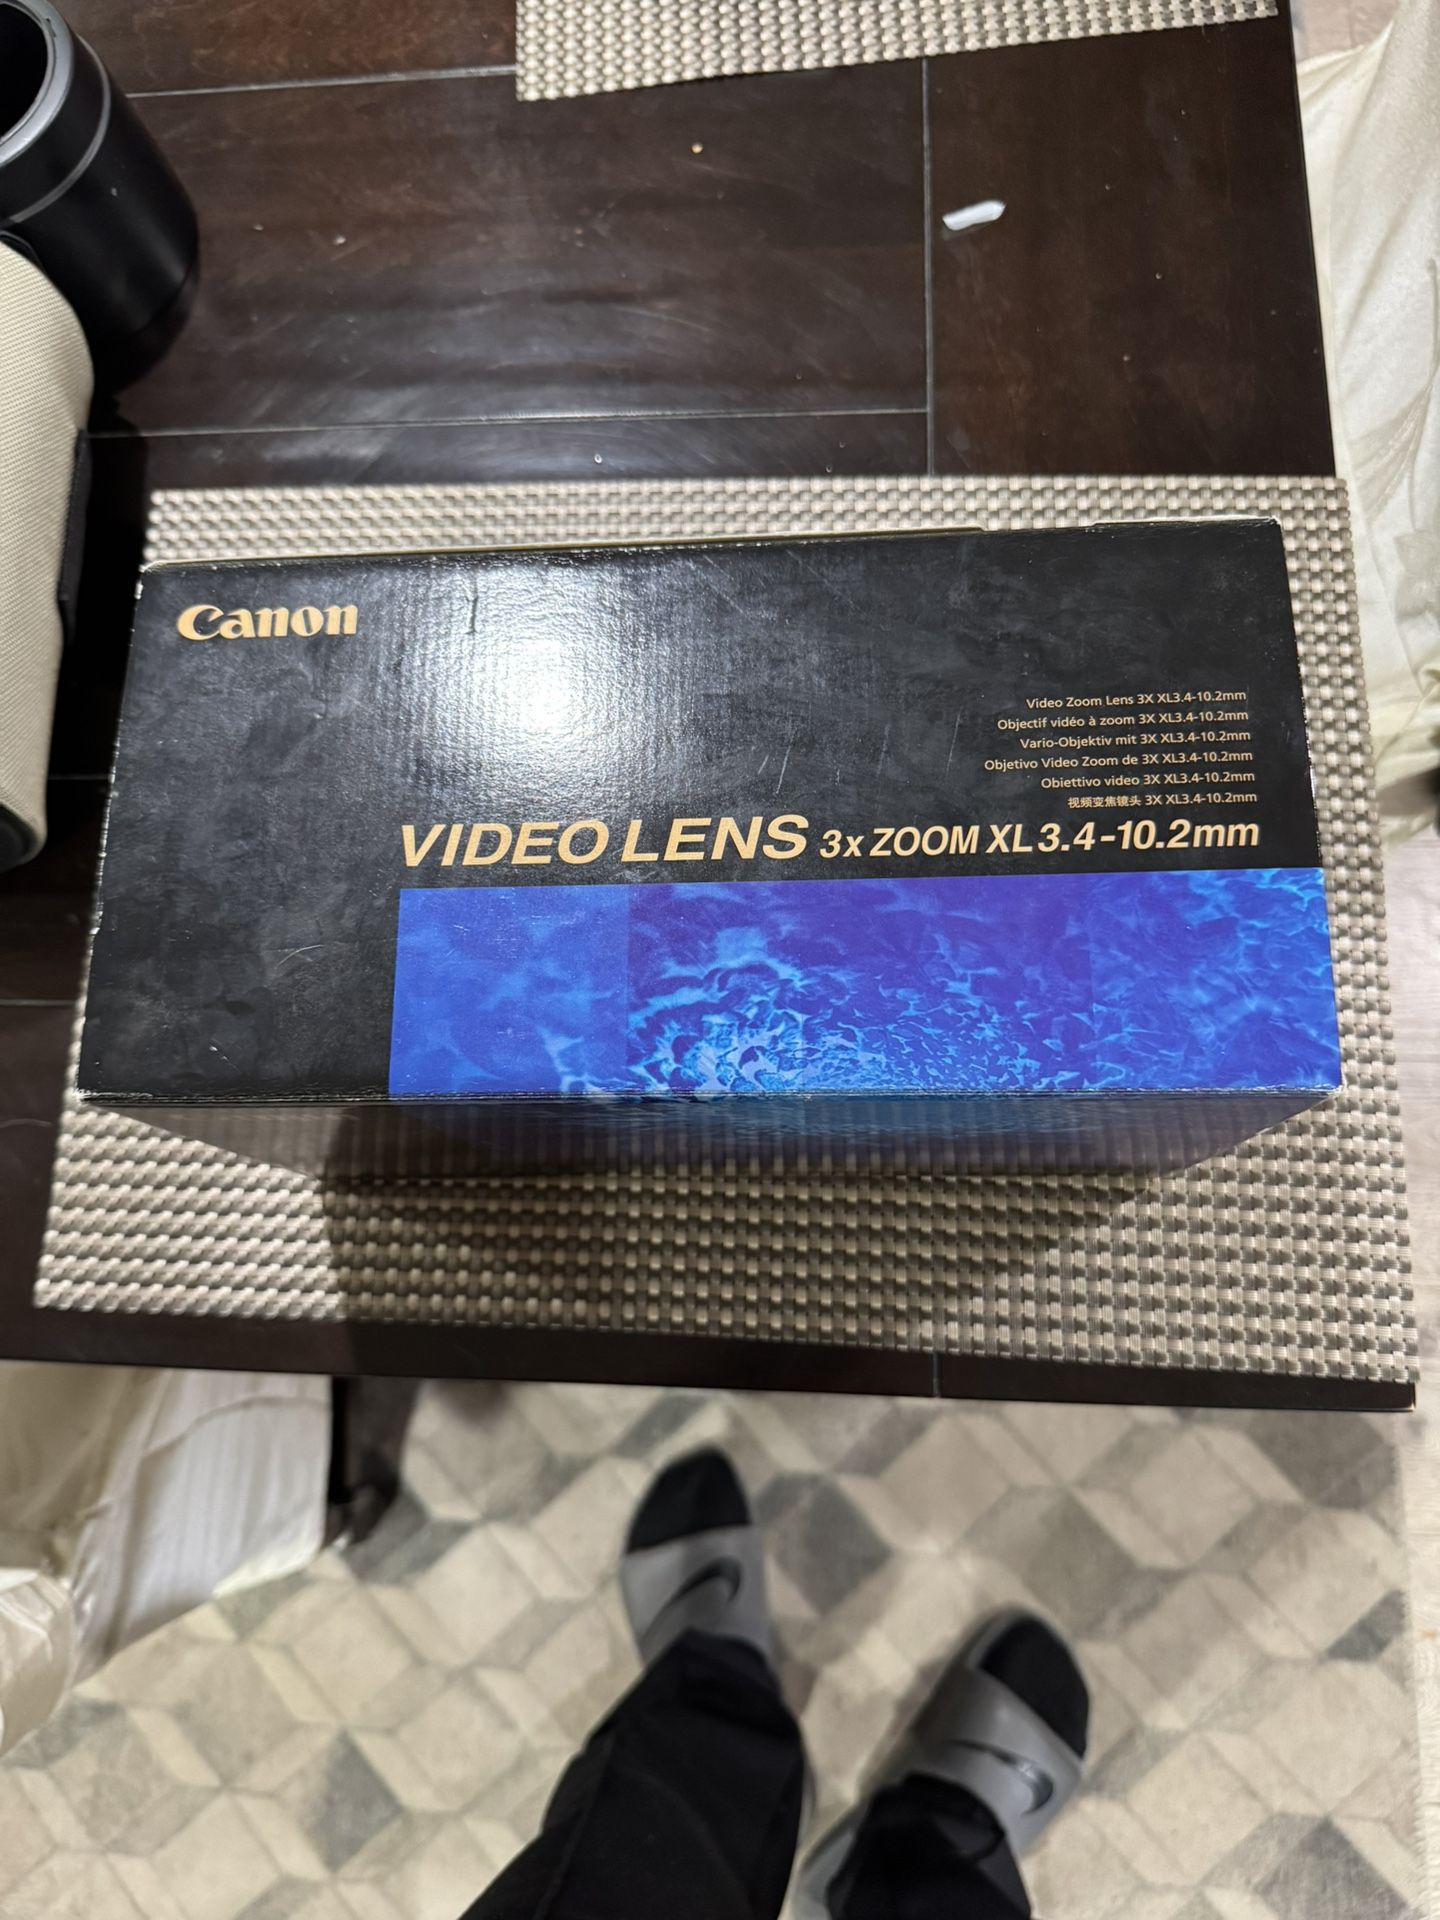 Canon
Video Zoom Lens 3X XL3.4-10.2mm
Objectif vidéo à zoom 3X XL3.4-10.2mm
Vario-Objektiv mit 3X XL3.4-10.2mm
Objetivo Video Zoom de 3X XL3.4-10.2mm
Obiettivo video 3X XL3.4-10.2mm
视频变焦镜头 3X XL3.4-10.2mm
VIDEO LENS 3x ZOOM XL 3.4-10.2mm